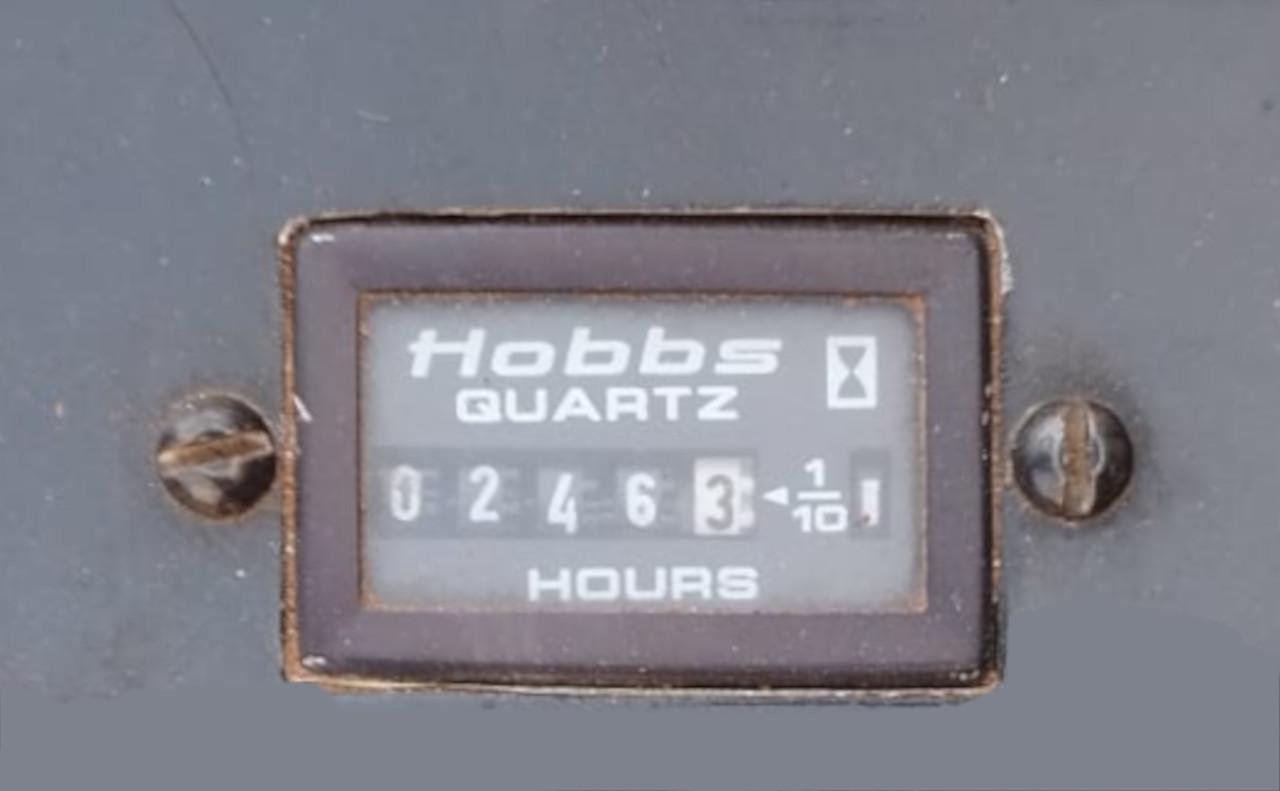 Hobbs
QUARTZ
0 2 4 6 3 ◄ 1/10
HOURS